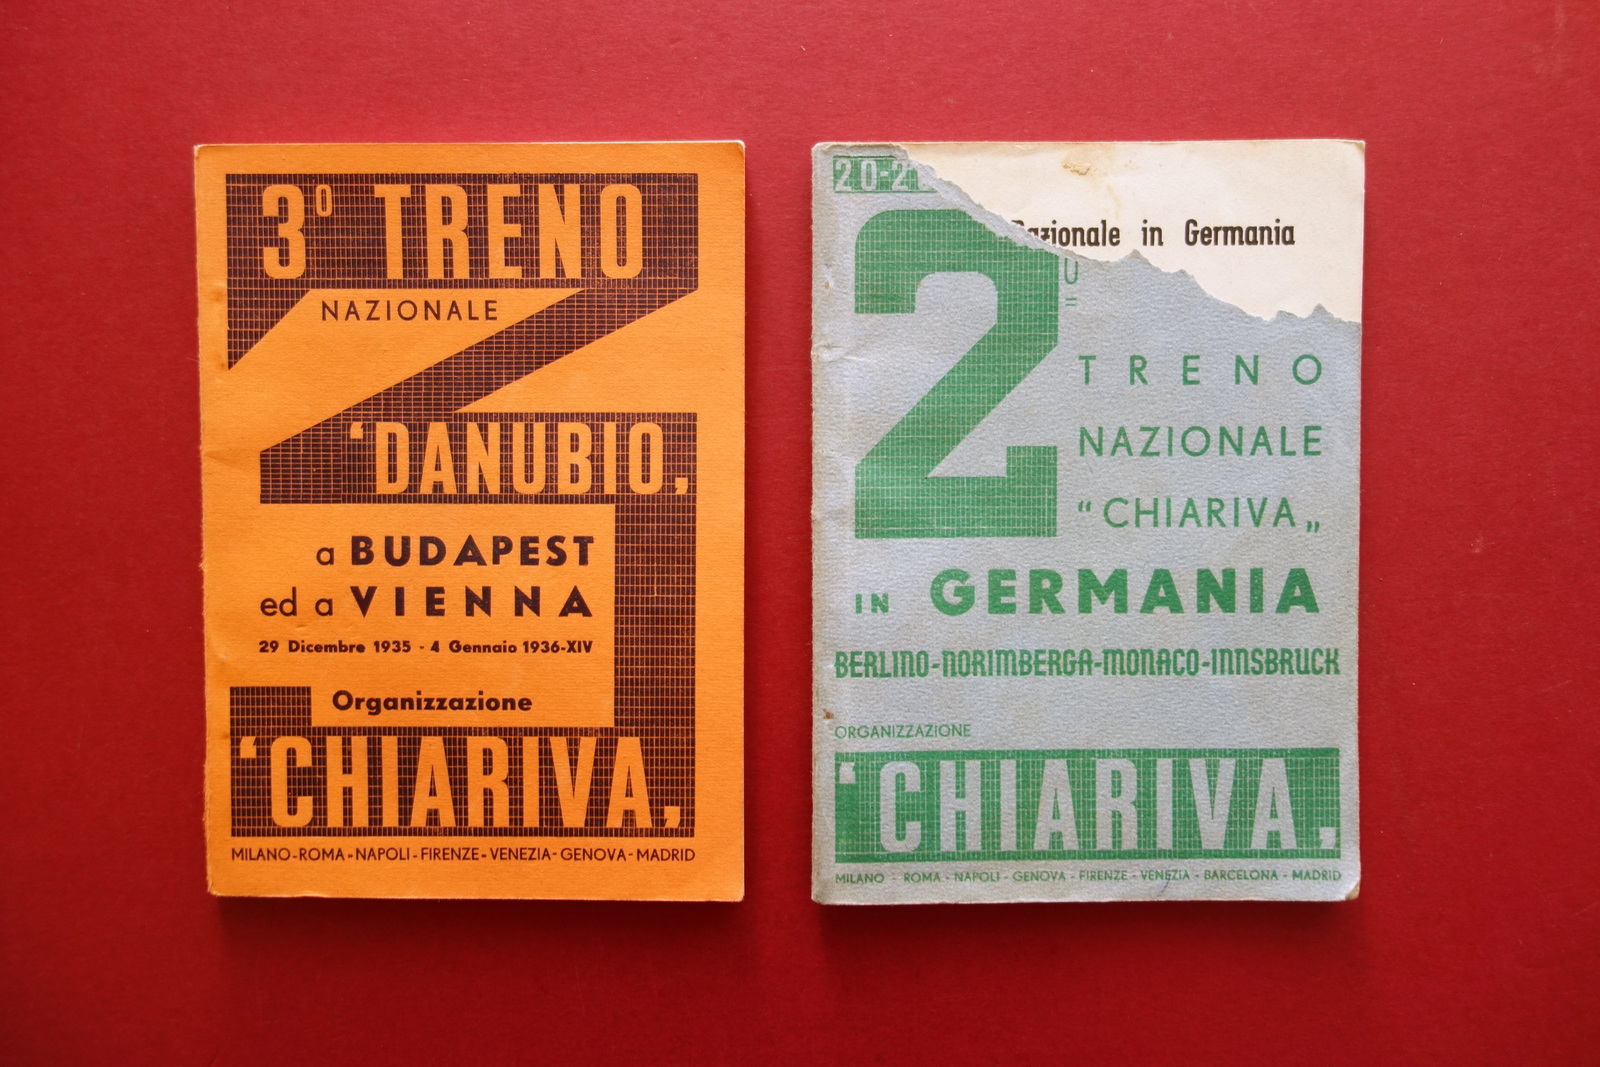 3º TRENO
NAZIONALE
‘DANUBIO,
a BUDAPEST
ed a VIENNA
29 Dicembre 1935 - 4 Gennaio 1936-XIV
Organizzazione
‘CHIARIVA,
MILANO-ROMA-NAPOLI-FIRENZE-VENEZIA-GENOVA-MADRID
in Germania
2
TRENO
NAZIONALE
“CHIARIVA„
IN GERMANIA
BERLINO-NORIMBERGA-MONACO-INNSBRUCK
ORGANIZZAZIONE
‘CHIARIVA,
MILANO - ROMA - NAPOLI - GENOVA - FIRENZE - VENEZIA - BARCELONA - MADRID